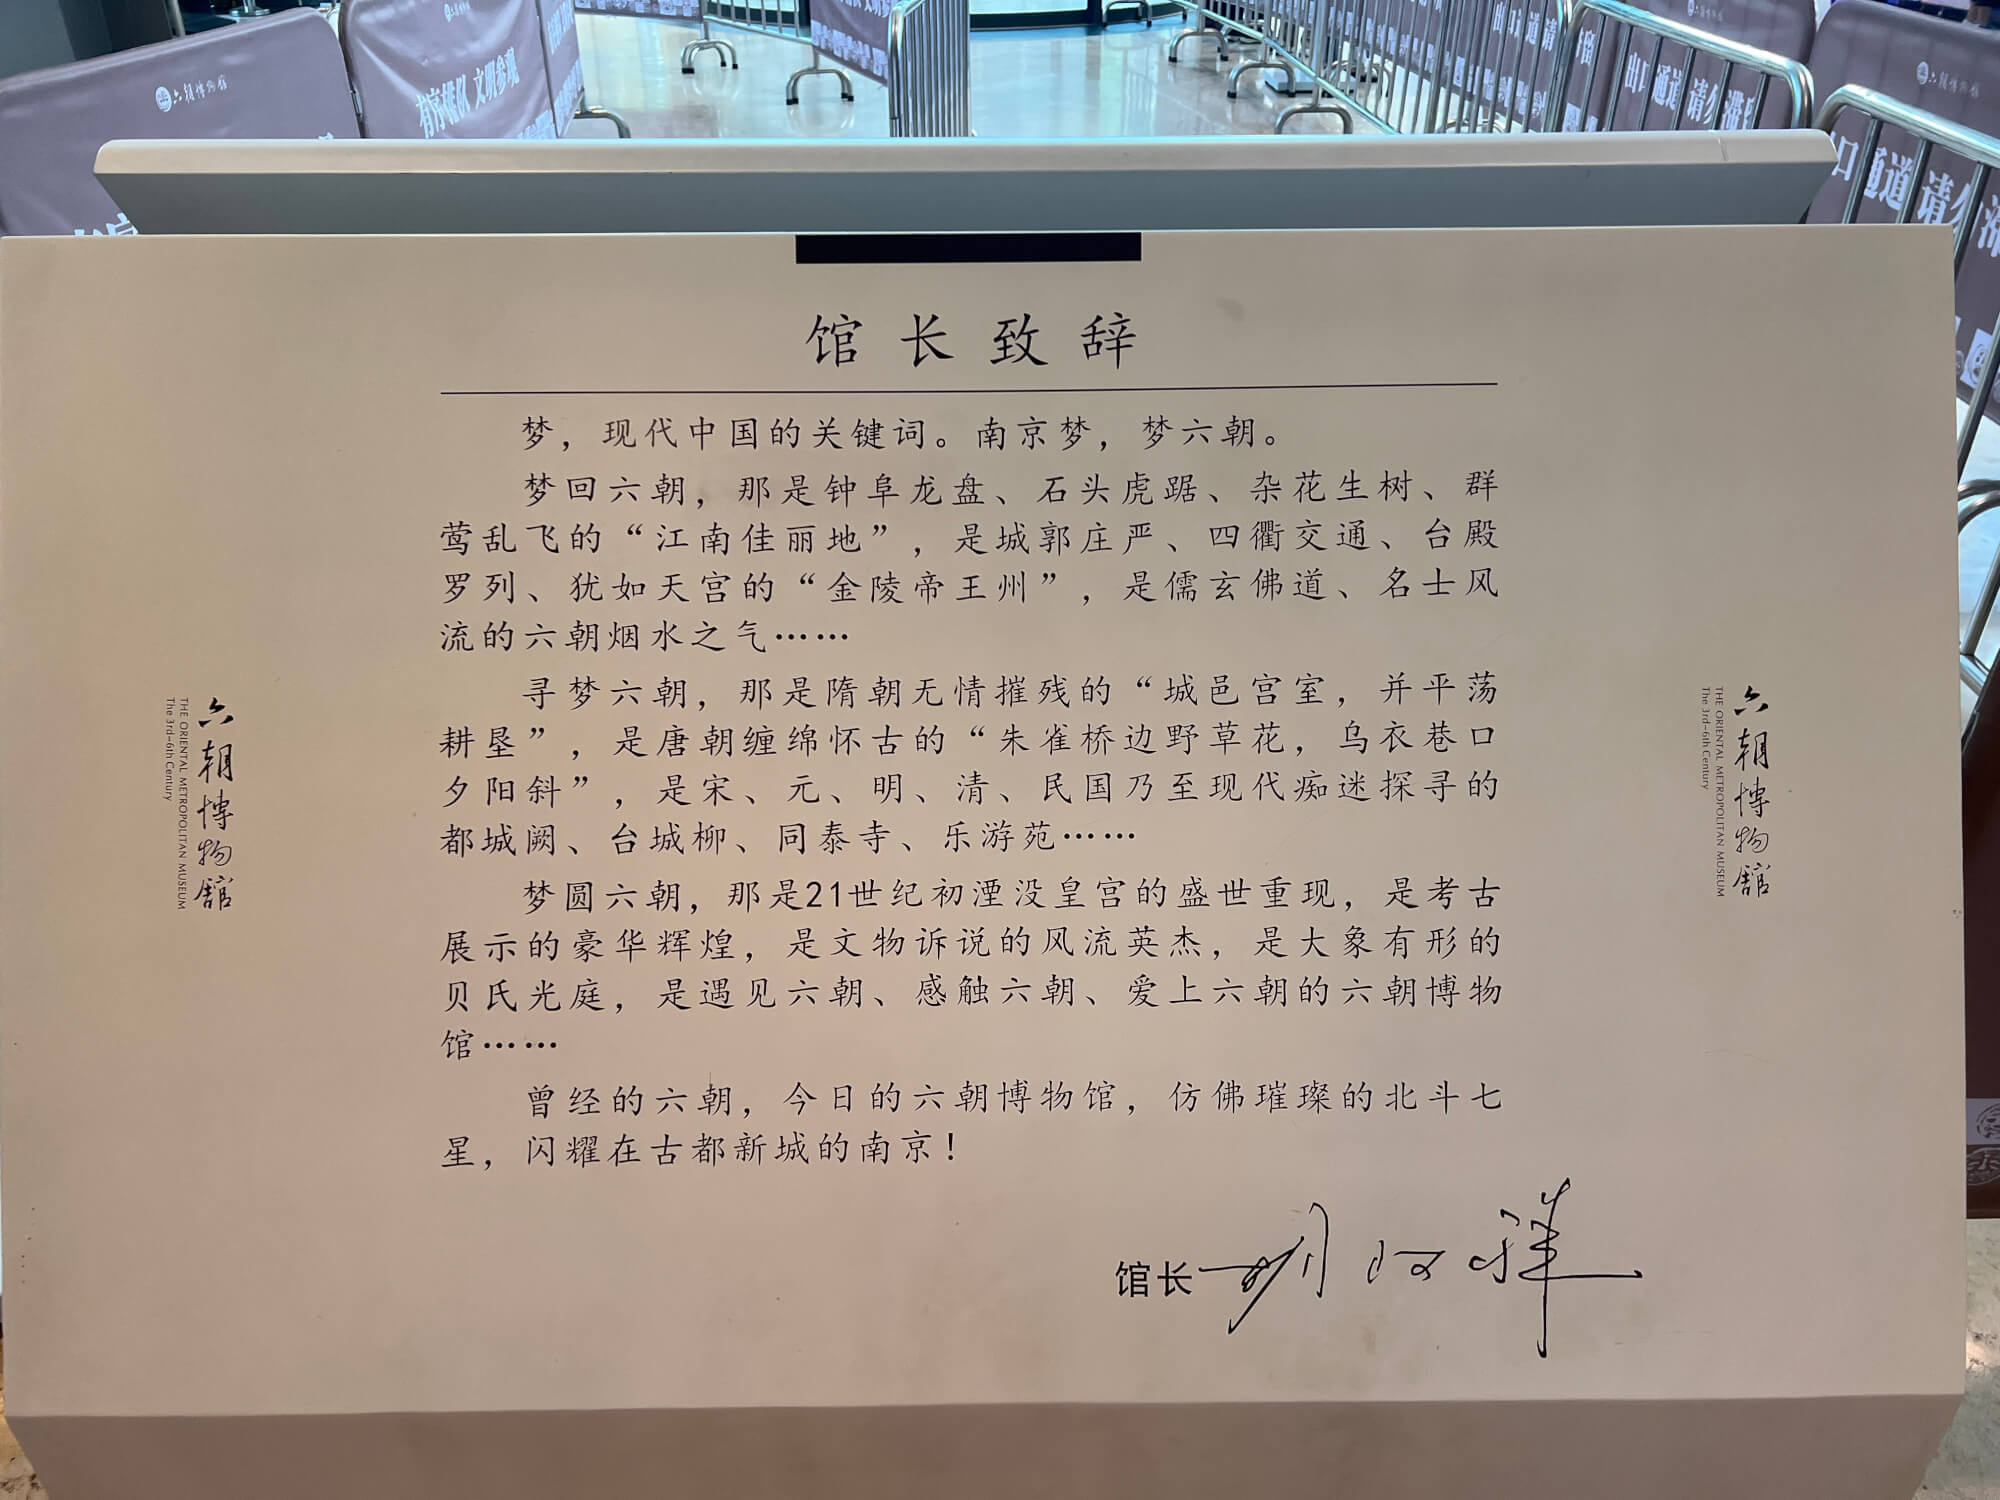 六朝博物馆
有序排队 文明参观
六朝博物馆
出口通道 请勿滞
口通道 请勿滞
馆长致辞
梦，现代中国的关键词。南京梦，梦六朝。
梦回六朝，那是钟阜龙盘、石头虎踞、杂花生树、群
莺乱飞的“江南佳丽地”，是城郭庄严、四衢交通、台殿
罗列、犹如天宫的“金陵帝王州”，是儒玄佛道、名士风
流的六朝烟水之气……
寻梦六朝，那是隋朝无情摧残的“城邑宫室，并平荡
耕垦”，是唐朝缠绵怀古的“朱雀桥边野草花，乌衣巷口
夕阳斜”，是宋、元、明、清、民国乃至现代痴迷探寻的
都城阙、台城柳、同泰寺、乐游苑……
梦圆六朝，那是21世纪初湮没皇宫的盛世重现，是考古
展示的豪华辉煌，是文物诉说的风流英杰，是大象有形的
贝氏光庭，是遇见六朝、感触六朝、爱上六朝的六朝博物
馆……
曾经的六朝，今日的六朝博物馆，仿佛璀璨的北斗七
星，闪耀在古都新城的南京！
馆长 胡阿祥
六朝博物館
THE ORIENTAL METROPOLITAN MUSEUM
The 3rd-6th Century
六朝博物館
THE ORIENTAL METROPOLITAN MUSEUM
The 3rd-6th Century